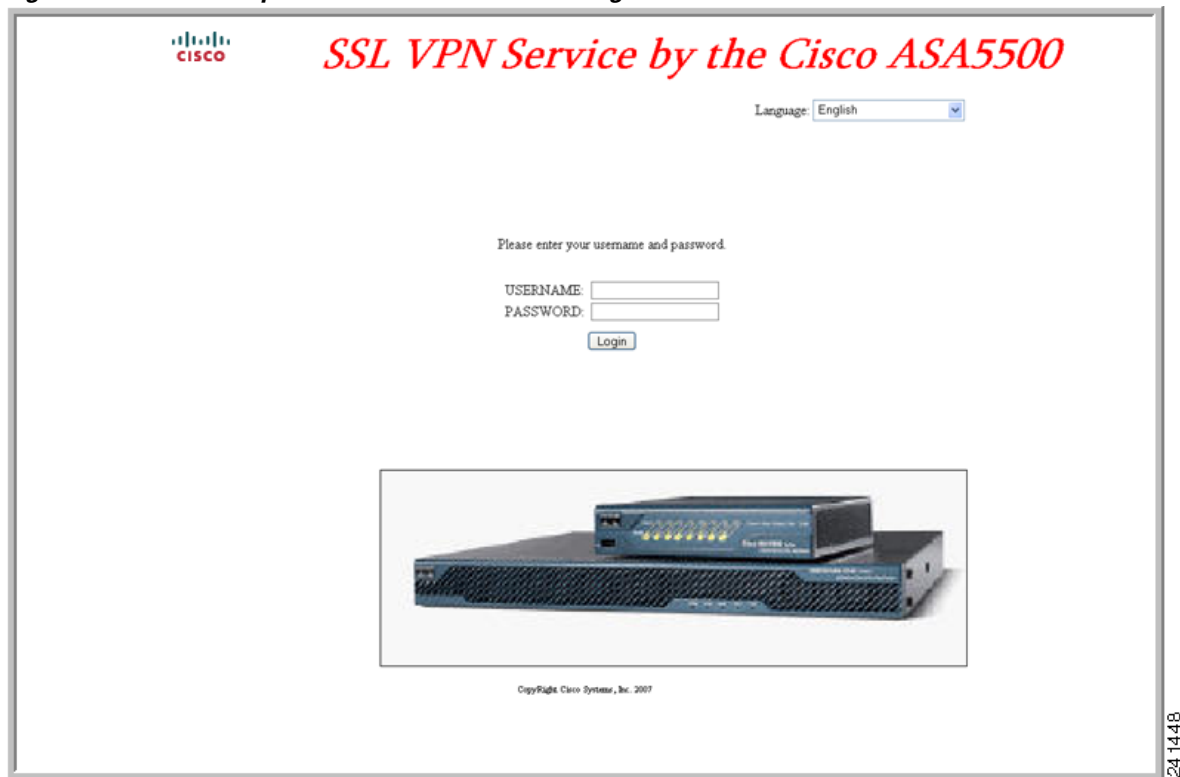 CISCO
SSL VPN Service by the Cisco ASA5500
Language: English
Please enter your username and password.
USERNAME:
PASSWORD:
Login
CopyRight Cisco Systems, Inc. 2007
241448